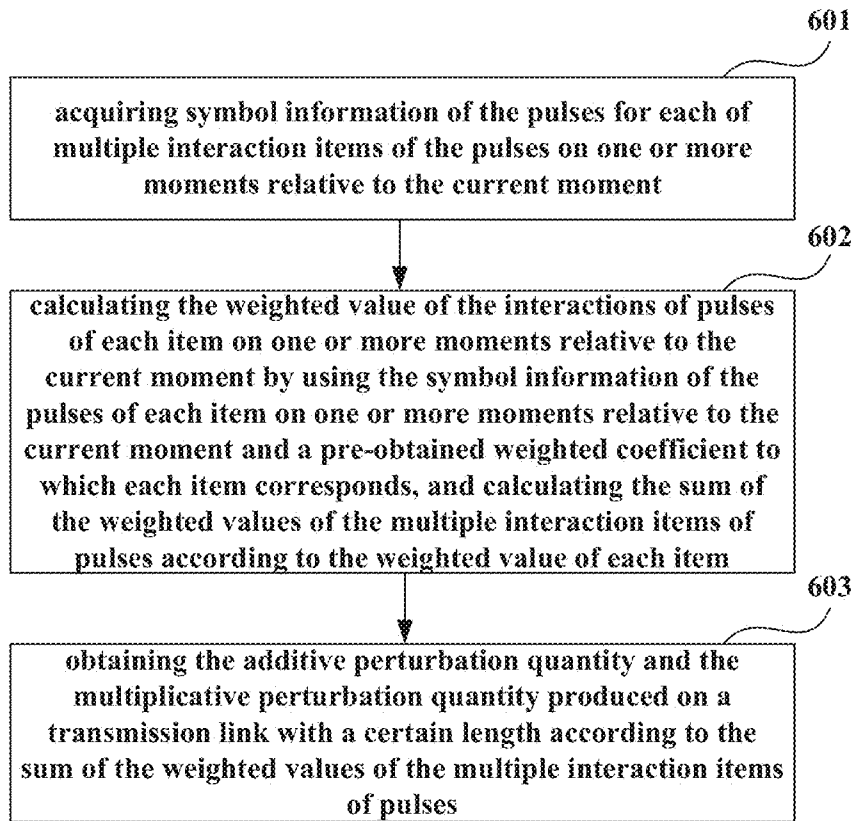 601
acquiring symbol information of the pulses for each of
multiple interaction items of the pulses on one or more
moments relative to the current moment
602
calculating the weighted value of the interactions of pulses
of each item on one or more moments relative to the
current moment by using the symbol information of the
pulses of each item on one or more moments relative to the
current moment and a pre-obtained weighted coefficient to
which each item corresponds, and calculating the sum of
the weighted values of the multiple interaction items of
pulses according to the weighted value of each item
603
obtaining the additive perturbation quantity and the
multiplicative perturbation quantity produced on a
transmission link with a certain length according to the
sum of the weighted values of the multiple interaction items
of pulses